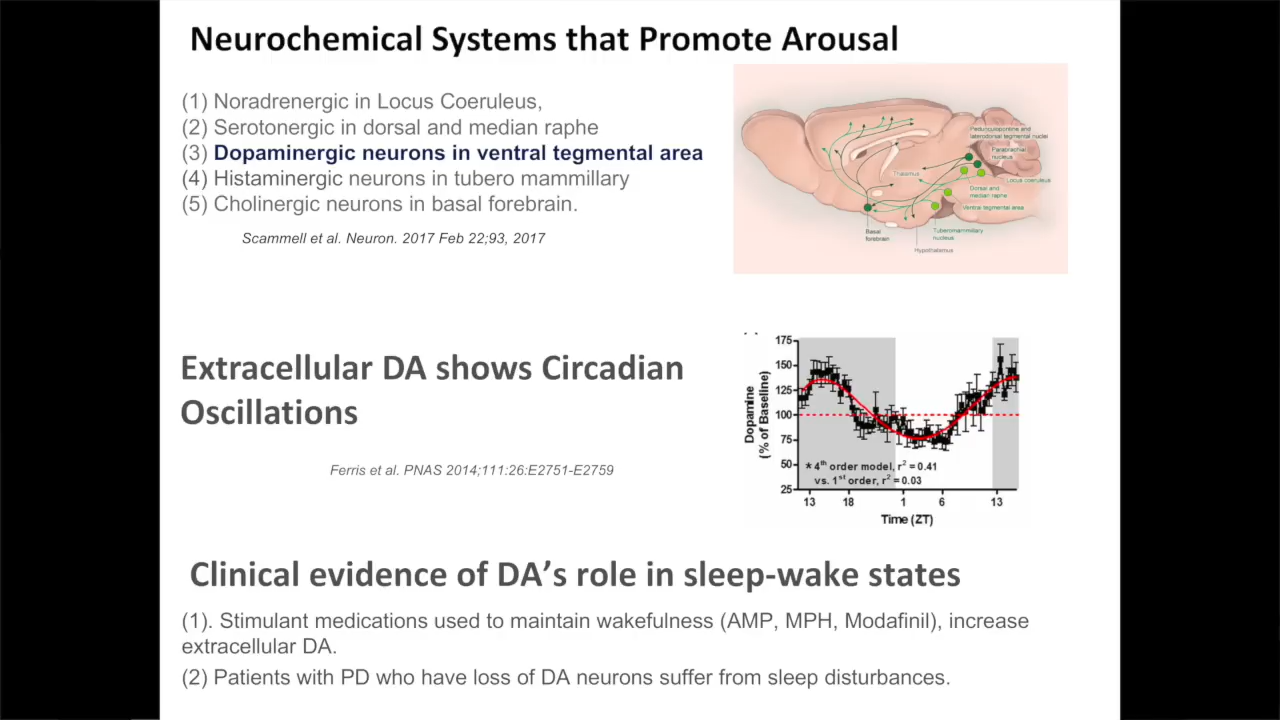 Neurochemical Systems that Promote Arousal
(1) Noradrenergic in Locus Coeruleus,
(2) Serotonergic in dorsal and median raphe
(3) Dopaminergic neurons in ventral tegmental area
(4) Histaminergic neurons in tubero mammillary
(5) Cholinergic neurons in basal forebrain.
Scammell et al. Neuron. 2017 Feb 22;93, 2017
Pedunculopontine and
laterodorsal tegmental nuclei
Parabrachial
nucleus
Thalamus
Locus coeruleus
Dorsal and
median raphe
Ventral tegmental area
Basal
forebrain
Tuberomammillary
nucleus
Hypothalamus
Extracellular DA shows Circadian
Oscillations
Ferris et al. PNAS 2014;111:26:E2751-E2759
Dopamine
(% of Baseline)
175
150
125
100
75
50
25
* 4th order model, r2 = 0.41
vs. 1st order, r2 = 0.03
13 18 1 6 13
Time (ZT)
Clinical evidence of DA’s role in sleep-wake states
(1). Stimulant medications used to maintain wakefulness (AMP, MPH, Modafinil), increase
extracellular DA.
(2) Patients with PD who have loss of DA neurons suffer from sleep disturbances.